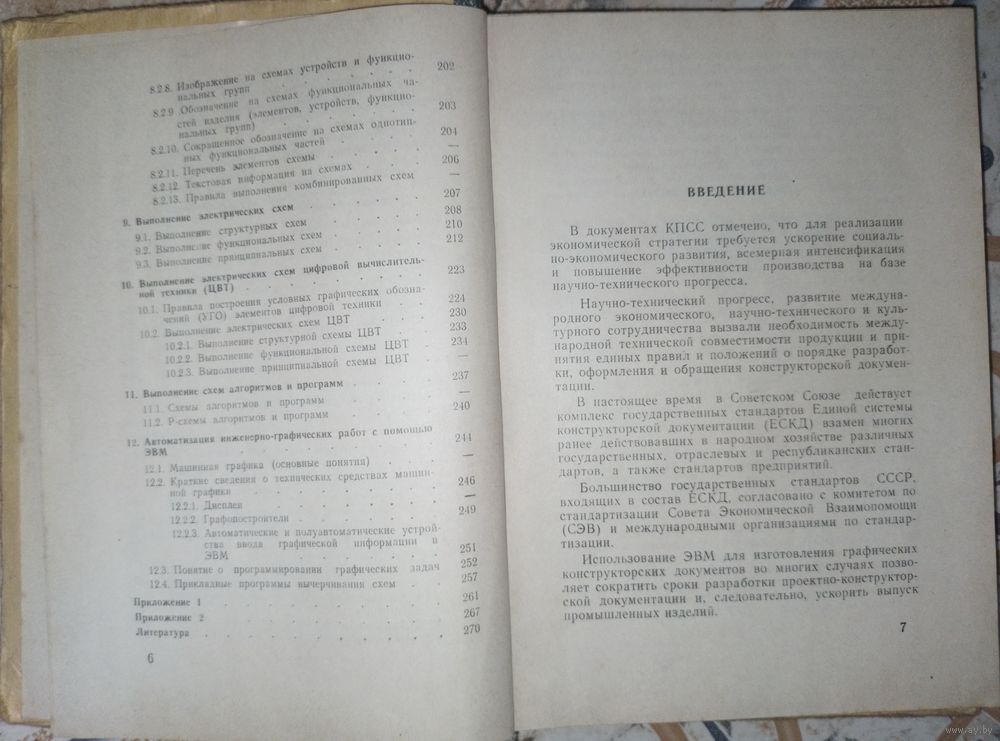 8.2.8. Изображение на схемах устройств и функцио-
нальных групп . . . . . . . 202
8.2.9 Обозначение на схемах функциональных ча-
стей изделия (элементов, устройств, функцио-
нальных групп) . . . . . . . 203
8.2.10. Сокращенное обозначение на схемах однотип-
ных функциональных частей . . . . 204
8.2.11. Перечень элементов схемы . . . . —
8.2.12. Текстовая информация на схемах . . . 206
8.2.13. Правила выполнения комбинированных схем —
9. Выполнение электрических схем . . . . . 207
9.1. Выполнение структурных схем . . . . 208
9.2. Выполнение функциональных схем . . . . 210
9.3. Выполнение принципиальных схем . . . . 212
10. Выполнение электрических схем цифровой вычислитель-
ной техники (ЦВТ) . . . . . . . 223
10.1. Правила построения условных графических обозна-
чений (УГО) элементов цифровой техники . . . 224
10.2. Выполнение электрических схем ЦВТ . . . 230
10.2.1. Выполнение структурной схемы ЦВТ . . 233
10.2.2. Выполнение функциональной схемы ЦВТ . 234
10.2.3. Выполнение принципиальной схемы ЦВТ . —
11. Выполнение схем алгоритмов и программ . . . . 237
11.1. Схемы алгоритмов и программ . . . . —
11.2. Р-схемы алгоритмов и программ . . . . 240
12. Автоматизация инженерно-графических работ с помощью
ЭВМ . . . . . . . . . 244
12.1. Машинная графика (основные понятия) . . . —
12.2. Краткие сведения о технических средствах машин-
ной графики . . . . . . . . 246
12.2.1. Дисплеи . . . . . . . —
12.2.2. Графопостроители . . . . . . 249
12.2.3. Автоматические и полуавтоматические устрой-
ства ввода графической информации в
ЭВМ . . . . . . . . 251
12.3. Понятие о программировании графических задач 252
12.4. Прикладные программы вычерчивания схем . . 257
Приложение 1 . . . . . . . . 261
Приложение 2 . . . . . . . . 267
Литература . . . . . . . . . 270
6
ВВЕДЕНИЕ
В документах КПСС отмечено, что для реализации
экономической стратегии требуется ускорение социаль-
но-экономического развития, всемерная интенсификация
и повышение эффективности производства на базе
научно-технического прогресса.
Научно-технический прогресс, развитие междуна-
родного экономического, научно-технического и куль-
турного сотрудничества вызвали необходимость между-
народной технической совместимости продукции и при-
нятия единых правил и положений о порядке разработ-
ки, оформления и обращения конструкторской докумен-
тации.
В настоящее время в Советском Союзе действует
комплекс государственных стандартов Единой системы
конструкторской документации (ЕСКД) взамен многих
ранее действовавших в народном хозяйстве различных
государственных, отраслевых и республиканских стан-
дартов, а также стандартов предприятий.
Большинство государственных стандартов СССР,
входящих в состав ЕСКД, согласовано с комитетом по
стандартизации Совета Экономической Взаимопомощи
(СЭВ) и международными организациями по стандар-
тизации.
Использование ЭВМ для изготовления графических
конструкторских документов во многих случаях позво-
ляет сократить сроки разработки проектно-конструктор-
ской документации и, следовательно, ускорить выпуск
промышленных изделий.
7
www.ay.by